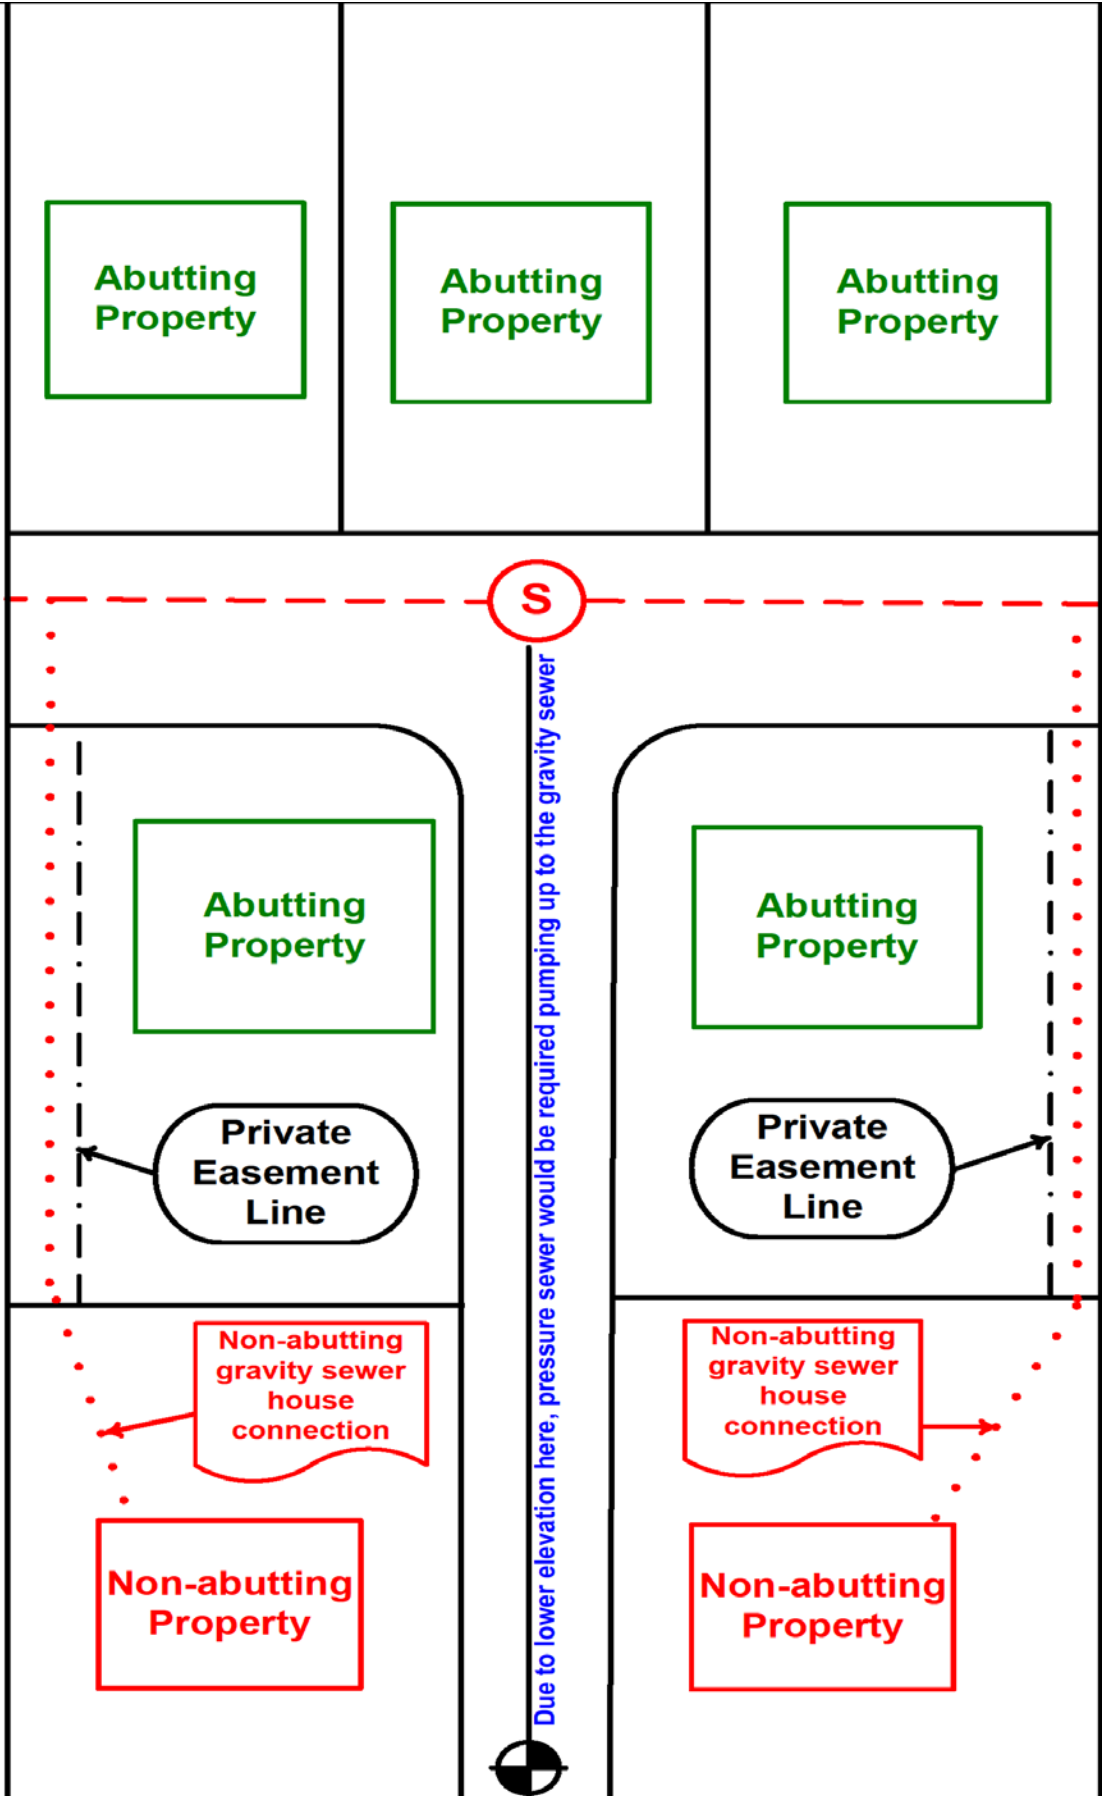 Abutting
Property
Abutting
Property
Abutting
Property
S
Due to lower elevation here, pressure sewer would be required pumping up to the gravity sewer
Abutting
Property
Abutting
Property
Private
Easement
Line
Private
Easement
Line
Non-abutting
gravity sewer
house
connection
Non-abutting
gravity sewer
house
connection
Non-abutting
Property
Non-abutting
Property